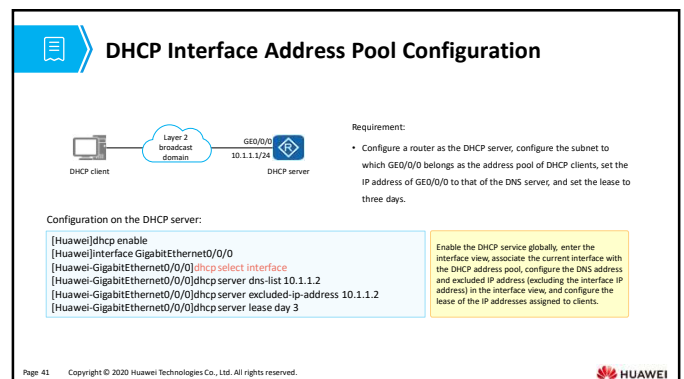 DHCP Interface Address Pool Configuration
Layer 2
broadcast
domain
GE0/0/0
10.1.1.1/24
R
DHCP client
DHCP server
Requirement:
• Configure a router as the DHCP server, configure the subnet to
which GE0/0/0 belongs as the address pool of DHCP clients, set the
IP address of GE0/0/0 to that of the DNS server, and set the lease to
three days.
Configuration on the DHCP server:
[Huawei]dhcp enable
[Huawei]interface GigabitEthernet0/0/0
[Huawei-GigabitEthernet0/0/0]dhcp select interface
[Huawei-GigabitEthernet0/0/0]dhcp server dns-list 10.1.1.2
[Huawei-GigabitEthernet0/0/0]dhcp server excluded-ip-address 10.1.1.2
[Huawei-GigabitEthernet0/0/0]dhcp server lease day 3
Enable the DHCP service globally, enter the
interface view, associate the current interface with
the DHCP address pool, configure the DNS address
and excluded IP address (excluding the interface IP
address) in the interface view, and configure the
lease of the IP addresses assigned to clients.
Page 41 Copyright © 2020 Huawei Technologies Co., Ltd. All rights reserved.
HUAWEI